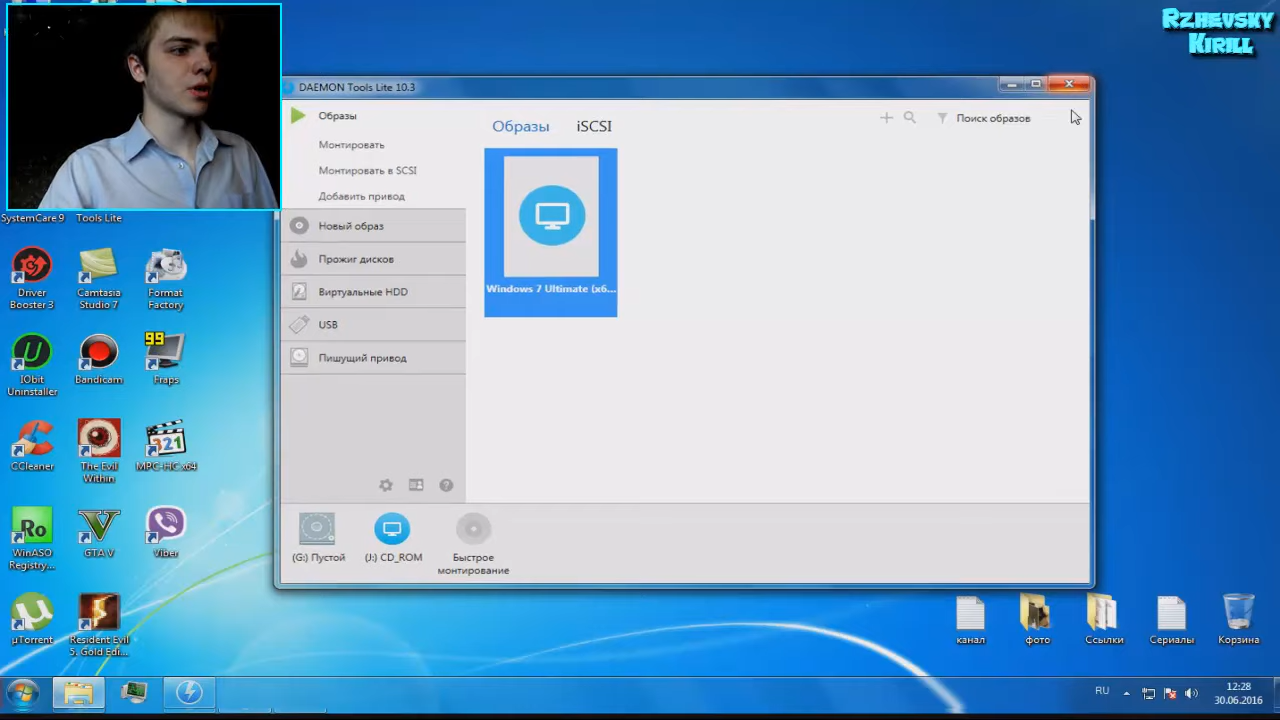 Rzhevsky
Kirill
DAEMON Tools Lite 10.3
Образы
Монтировать
Монтировать в SCSI
Добавить привод
Новый образ
Прожиг дисков
Виртуальные HDD
USB
Пишущий привод
Образы
iSCSI
Поиск образов
Windows 7 Ultimate (x6...
(G:) Пустой
(J:) CD_ROM
Быстрое
монтирование
SystemCare 9
Tools Lite
Driver
Booster 3
Camtasia
Studio 7
Format
Factory
IObit
Uninstaller
Bandicam
99
Fraps
CCleaner
The Evil
Within
321
MPC-HC x64
Ro
WinASO
Registry...
GTA V
Viber
µTorrent
Resident Evil
5. Gold Edi...
канал
фото
Ссылки
Сериалы
Корзина
RU
12:28
30.06.2016